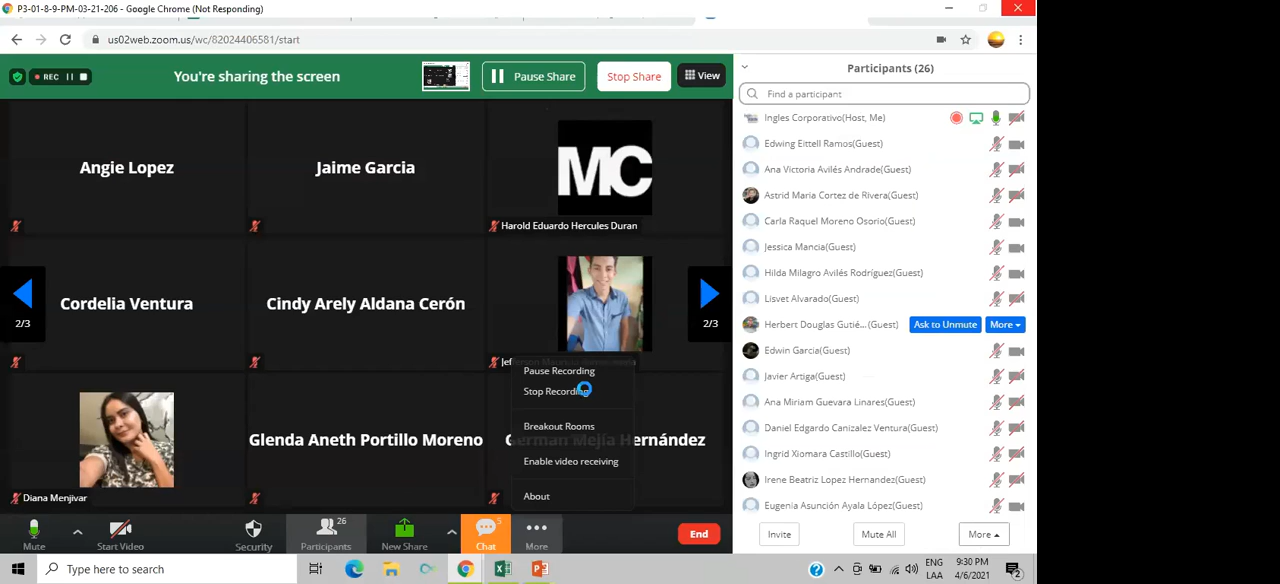 P3-01-8-9-PM-03-21-206 - Google Chrome (Not Responding)
us02web.zoom.us/wc/82024406581/start
REC
You're sharing the screen
Pause Share
Stop Share
View
Angie Lopez
Jaime Garcia
MC
Harold Eduardo Hercules Duran
2/3
Cordelia Ventura
Cindy Arely Aldana Cerón
2/3
Pause Recording
Stop Recording
Breakout Rooms
Enable video receiving
About
Diana Menjivar
Glenda Aneth Portillo Moreno
German Mejía Hernández
Mute
Start Video
Security
26
Participants
New Share
5
Chat
More
End
Participants (26)
Find a participant
Ingles Corporativo(Host, Me)
Edwing Eittell Ramos(Guest)
Ana Victoria Avilés Andrade(Guest)
Astrid Maria Cortez de Rivera(Guest)
Carla Raquel Moreno Osorio(Guest)
Jessica Mancia(Guest)
Hilda Milagro Avilés Rodríguez(Guest)
Lisvet Alvarado(Guest)
Herbert Douglas Gutié... (Guest) Ask to Unmute More
Edwin Garcia(Guest)
Javier Artiga(Guest)
Ana Miriam Guevara Linares(Guest)
Daniel Edgardo Canizalez Ventura(Guest)
Ingrid Xiomara Castillo(Guest)
Irene Beatriz Lopez Hernandez(Guest)
Eugenia Asunción Ayala López(Guest)
Invite
Mute All
More
Type here to search
ENG
LAA
9:30 PM
4/6/2021
2